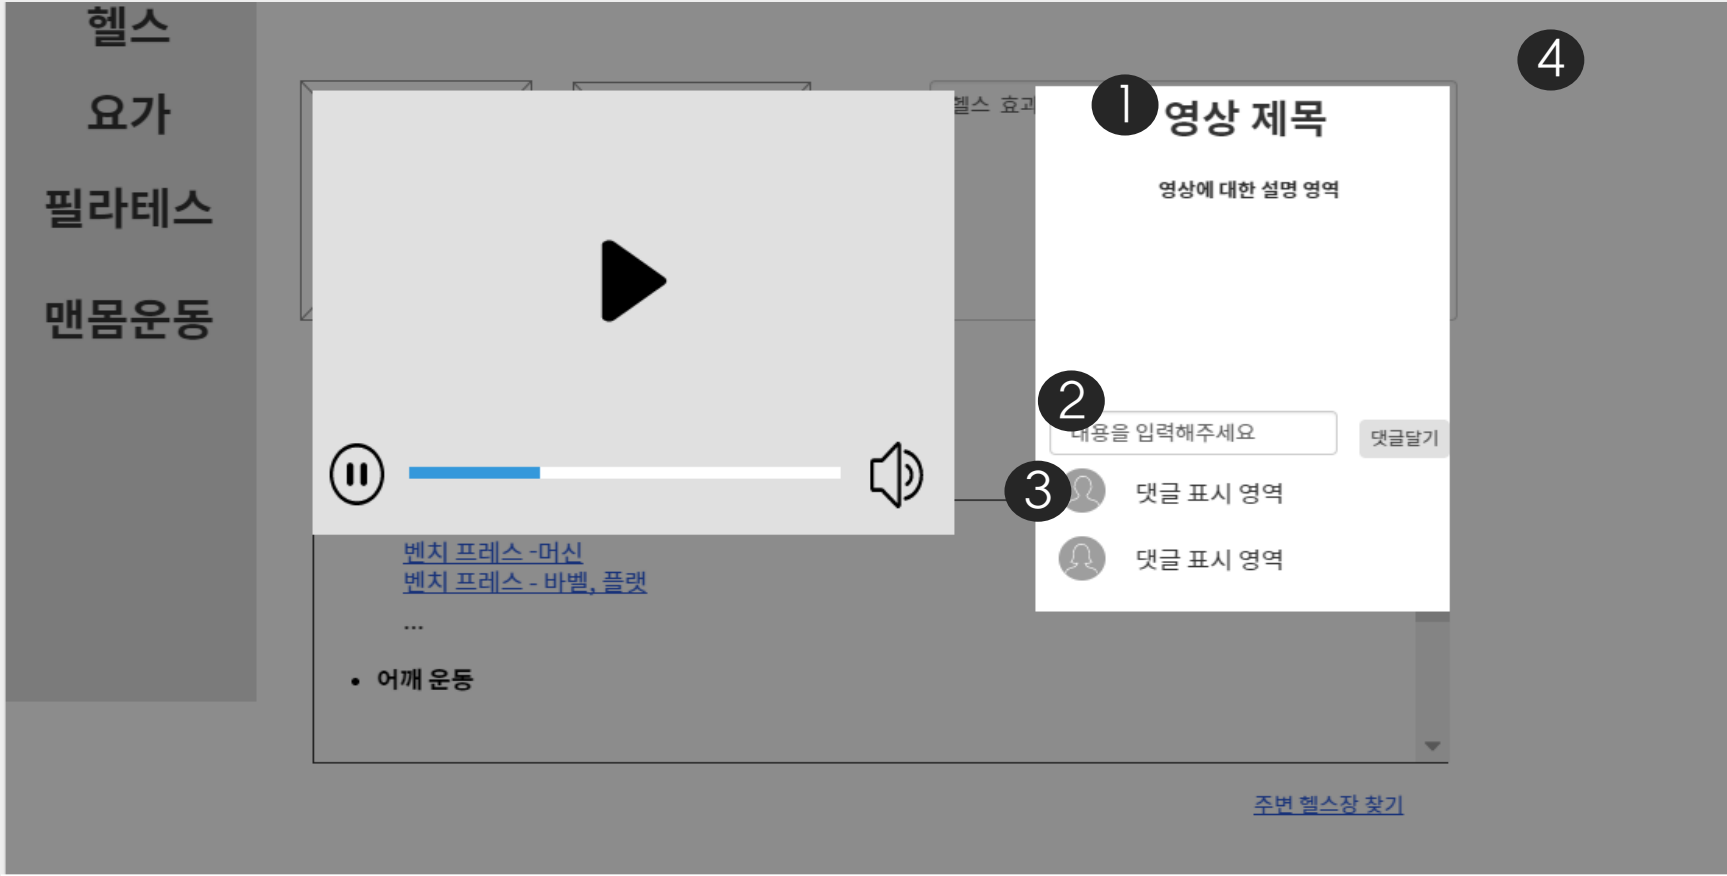 헬스
요가
필라테스
맨몸운동
4
헬스 효과
1
영상 제목
영상에 대한 설명 영역
2
내용을 입력해주세요
댓글달기
3
댓글 표시 영역
댓글 표시 영역
벤치 프레스 -머신
벤치 프레스 - 바벨, 플랫
...
• 어깨 운동
주변 헬스장 찾기